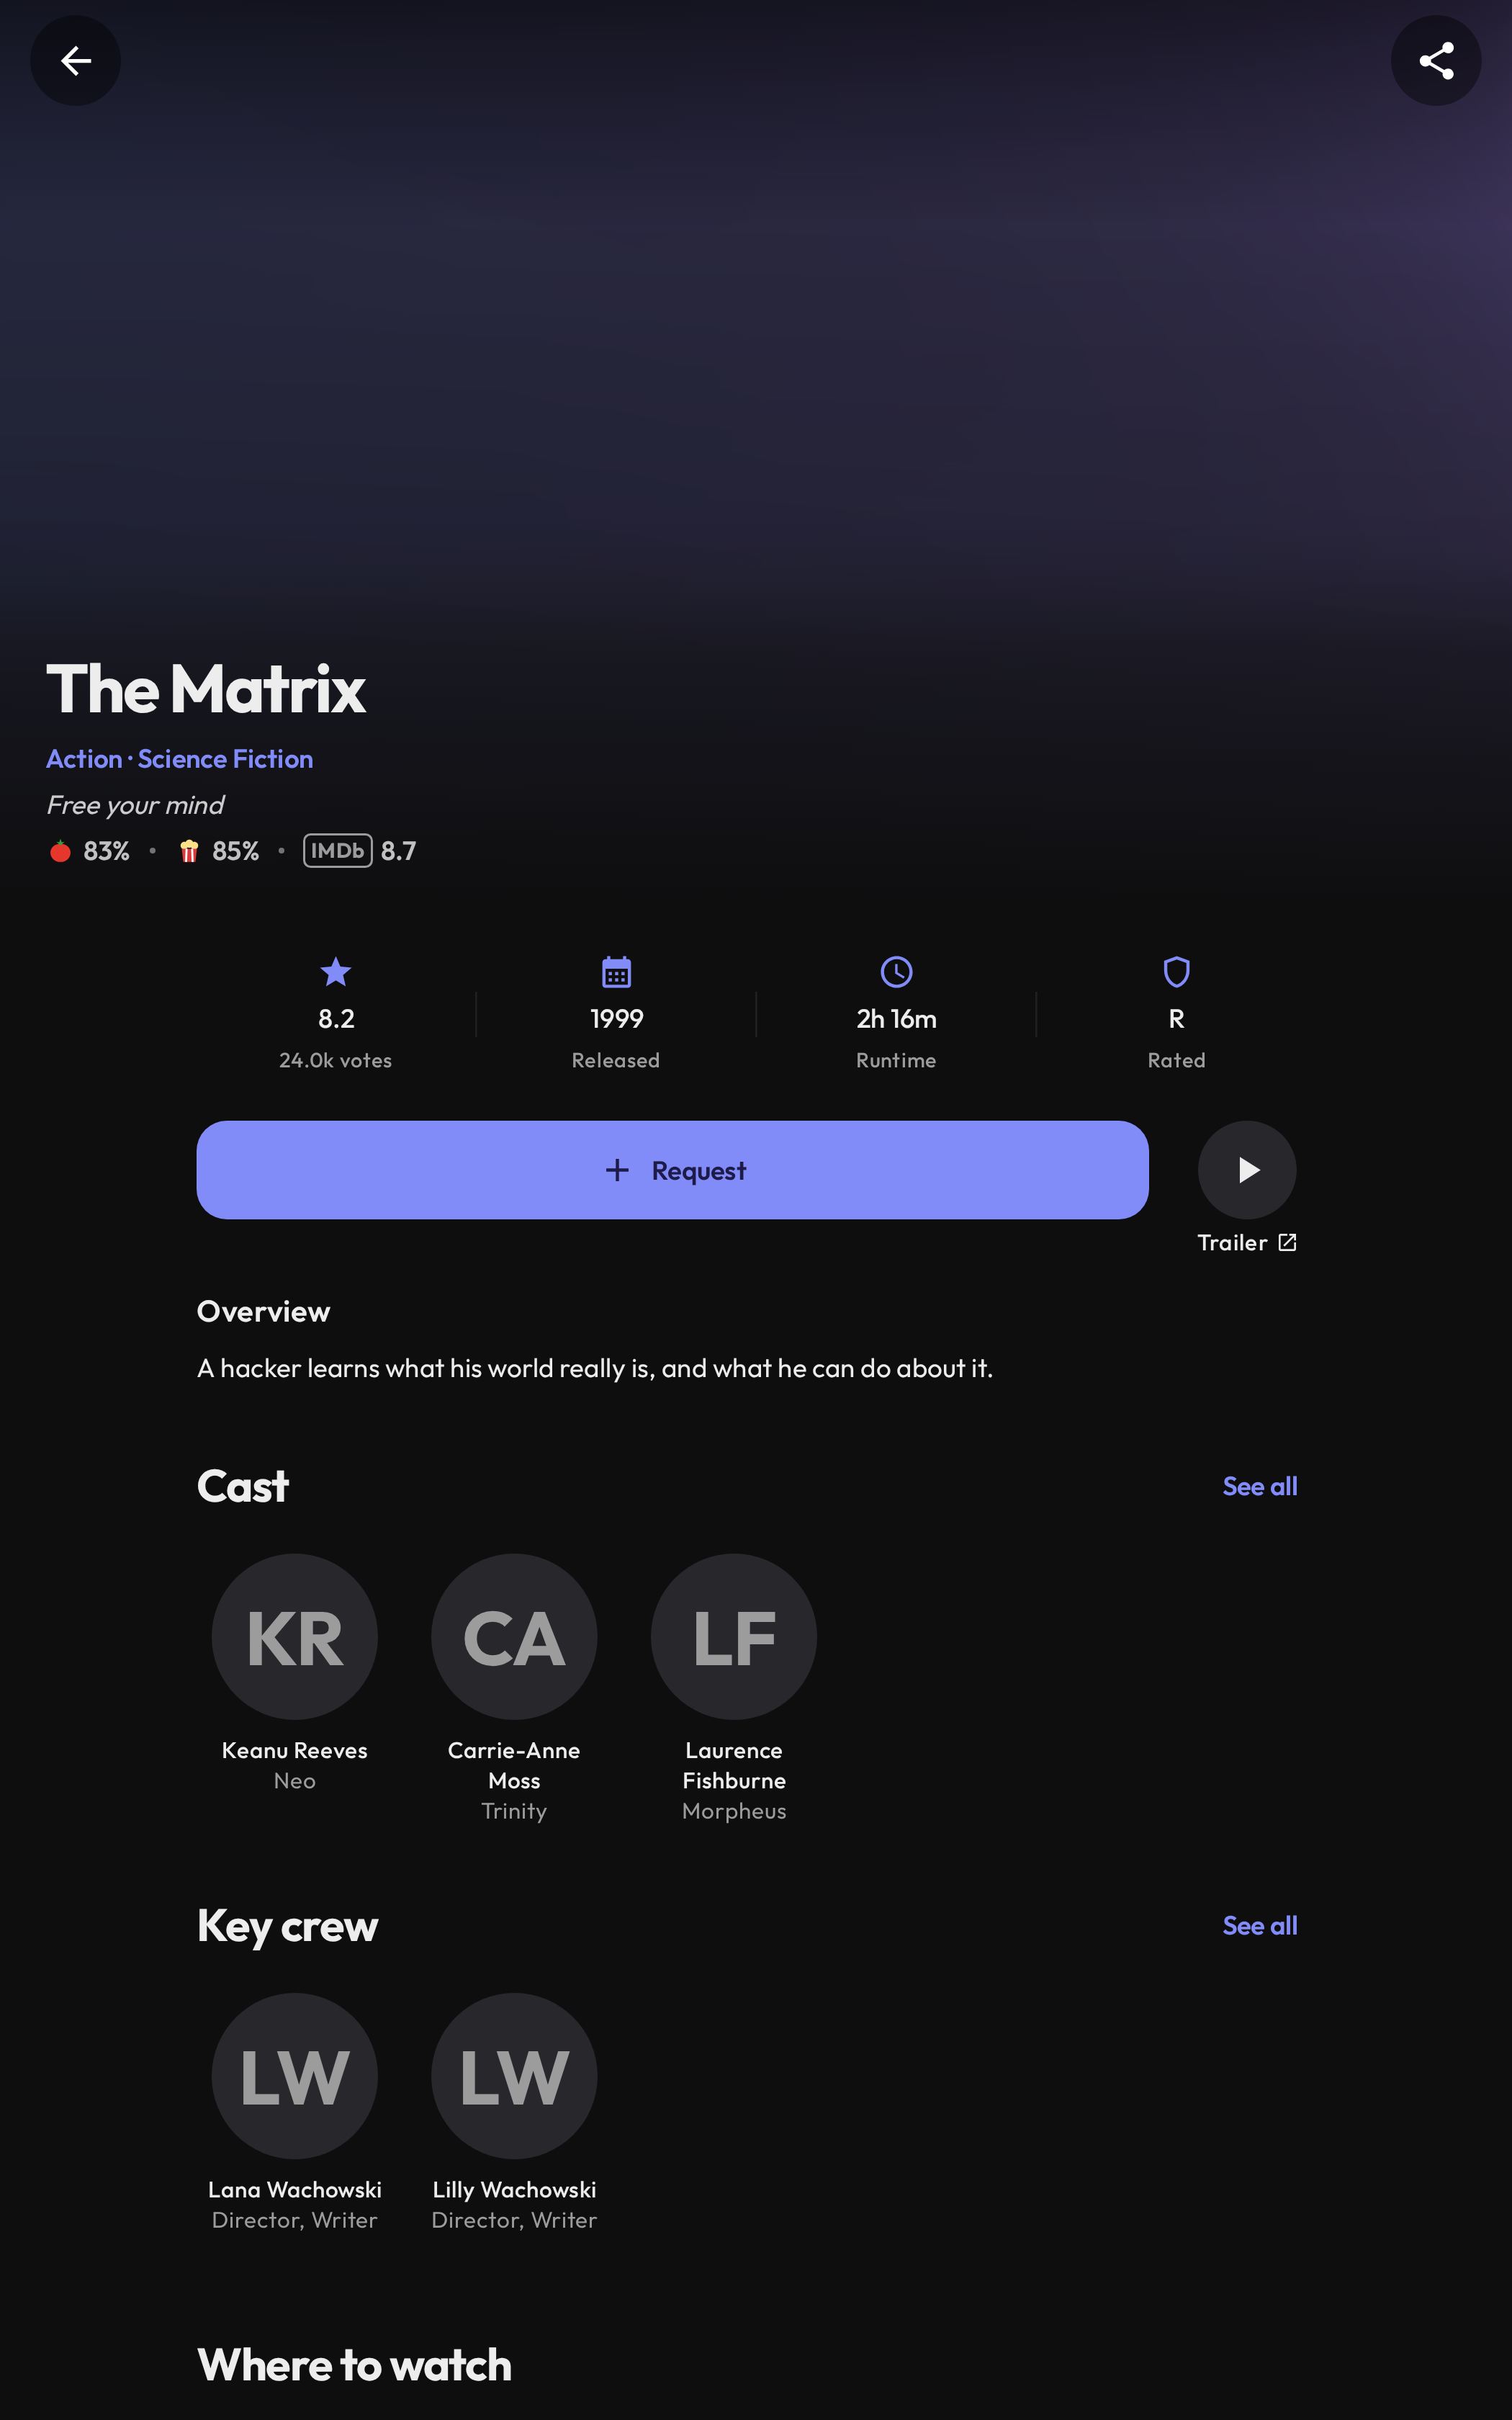 The Matrix
Action · Science Fiction
Free your mind
83% • 85% • IMDb 8.7
8.2
24.0k votes
1999
Released
2h 16m
Runtime
R
Rated
+ Request
Trailer
Overview
A hacker learns what his world really is, and what he can do about it.
Cast
See all
KR
Keanu Reeves
Neo
CA
Carrie-Anne
Moss
Trinity
LF
Laurence
Fishburne
Morpheus
Key crew
See all
LW
Lana Wachowski
Director, Writer
LW
Lilly Wachowski
Director, Writer
Where to watch